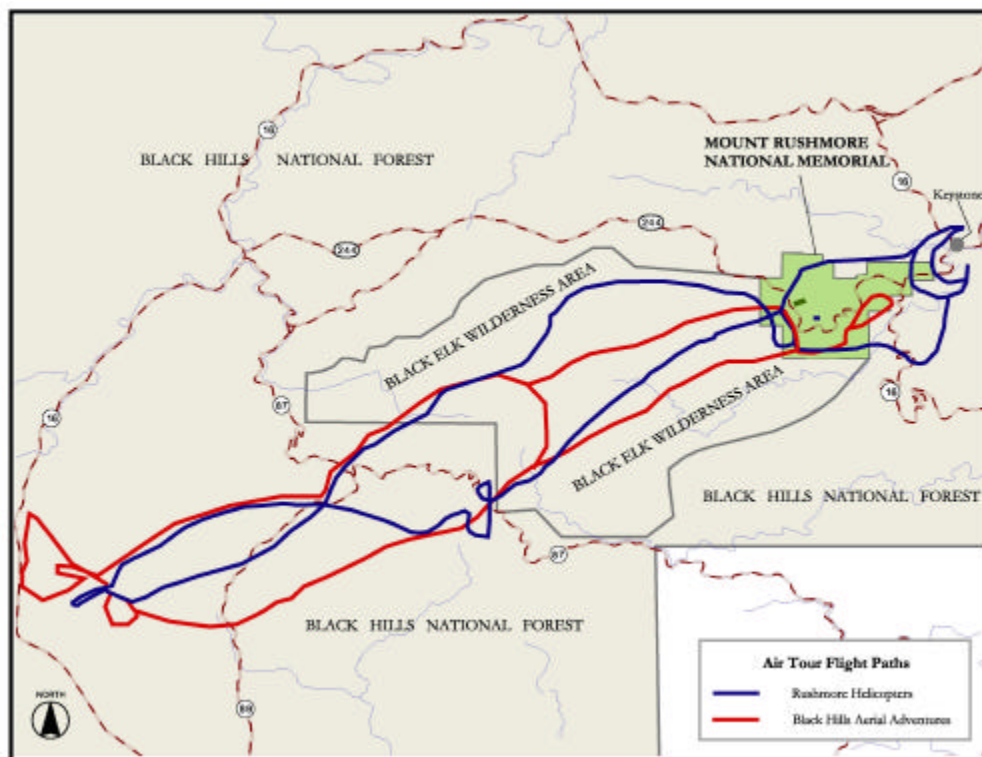 16
BLACK HILLS NATIONAL FOREST
MOUNT RUSHMORE
NATIONAL MEMORIAL
16
Keystone
244
244
BLACK ELK WILDERNESS AREA
87
16
16
BLACK ELK WILDERNESS AREA
BLACK HILLS NATIONAL FOREST
87
BLACK HILLS NATIONAL FOREST
NORTH
88
Air Tour Flight Paths
Rushmore Helicopters
Black Hills Aerial Adventures